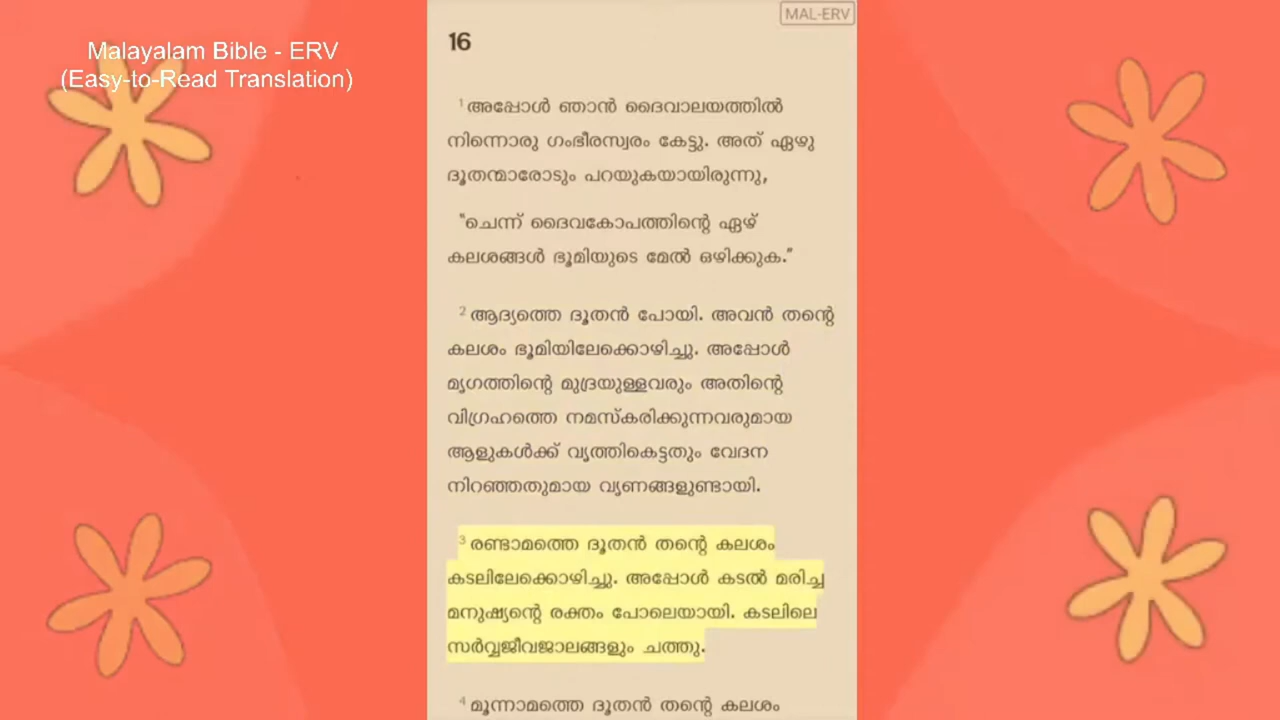 Malayalam Bible - ERV
(Easy-to-Read Translation)
MAL-ERV
16
1 അപ്പോൾ ഞാൻ ദൈവാലയത്തിൽ
നിന്നൊരു ഗംഭീരസ്വരം കേട്ടു. അത് ഏഴു
ദൂതന്മാരോടും പറയുകയായിരുന്നു,
“ചെന്ന് ദൈവകോപത്തിന്റെ ഏഴ്
കലശങ്ങൾ ഭൂമിയുടെ മേൽ ഒഴിക്കുക.”
2 ആദ്യത്തെ ദൂതൻ പോയി. അവൻ തന്റെ
കലശം ഭൂമിയിലേക്കൊഴിച്ചു. അപ്പോൾ
മൃഗത്തിന്റെ മുദ്രയുള്ളവരും അതിന്റെ
വിഗ്രഹത്തെ നമസ്കരിക്കുന്നവരുമായ
ആളുകൾക്ക് വൃത്തികെട്ടതും വേദന
നിറഞ്ഞതുമായ വൃണങ്ങളുണ്ടായി.
3 രണ്ടാമത്തെ ദൂതൻ തന്റെ കലശം
കടലിലേക്കൊഴിച്ചു. അപ്പോൾ കടൽ മരിച്ച
മനുഷ്യന്റെ രക്തം പോലെയായി. കടലിലെ
സർവ്വജീവജാലങ്ങളും ചത്തു.
4 മൂന്നാമത്തെ ദൂതൻ തന്റെ കലശം